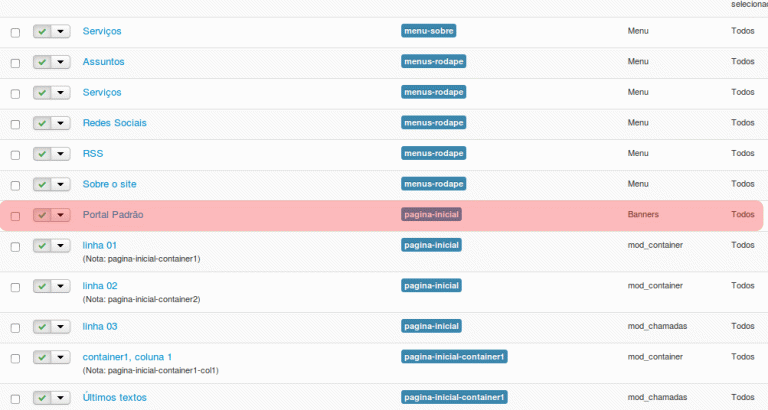 seleciona
Serviços menu-sobre Menu Todos
Assuntos menus-rodape Menu Todos
Serviços menus-rodape Menu Todos
Redes Sociais menus-rodape Menu Todos
RSS menus-rodape Menu Todos
Sobre o site menus-rodape Menu Todos
Portal Padrão pagina-inicial Banners Todos
linha 01 pagina-inicial mod_container Todos
(Nota: pagina-inicial-container1)
linha 02 pagina-inicial mod_container Todos
(Nota: pagina-inicial-container2)
linha 03 pagina-inicial mod_chamadas Todos
container1, coluna 1 pagina-inicial-container1 mod_container Todos
(Nota: pagina-inicial-container1-col1)
Últimos textos pagina-inicial-container1 mod_chamadas Todos